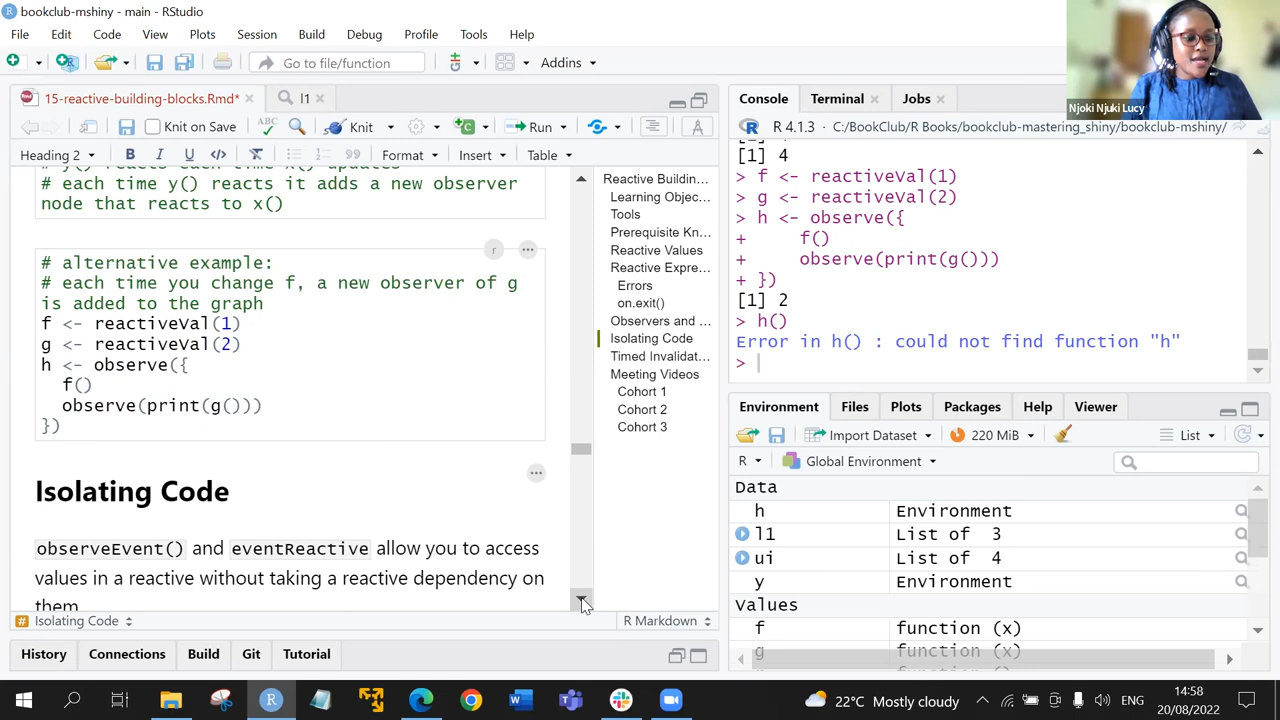 bookclub-mshiny - main - RStudio
File Edit Code View Plots Session Build Debug Profile Tools Help
Go to file/function
Addins
15-reactive-building-blocks.Rmd*
l1
Knit on Save
Knit
Run
Heading 2
B
I
U
Format
Insert
Table
# y() reacts each time x() updates
# each time y() reacts it adds a new observer
node that reacts to x()
r
# alternative example:
# each time you change f, a new observer of g
is added to the graph
f <- reactiveVal(1)
g <- reactiveVal(2)
h <- observe({
f()
observe(print(g()))
})
Isolating Code
observeEvent() and eventReactive allow you to access
values in a reactive without taking a reactive dependency on
them
Reactive Buildin...
Learning Objec...
Tools
Prerequisite Kn...
Reactive Values
Reactive Expre...
Errors
on.exit()
Observers and ...
Isolating Code
Timed Invalidat...
Meeting Videos
Cohort 1
Cohort 2
Cohort 3
# Isolating Code
R Markdown
History
Connections
Build
Git
Tutorial
Njoki Njuki Lucy
Console
Terminal
Jobs
R 4.1.3 · C:/BookClub/R Books/bookclub-mastering_shiny/bookclub-mshiny/
[1] 4
> f <- reactiveVal(1)
> g <- reactiveVal(2)
> h <- observe({
+ f()
+ observe(print(g()))
+ })
[1] 2
> h()
Error in h() : could not find function "h"
>
Environment
Files
Plots
Packages
Help
Viewer
Import Dataset
220 MiB
List
R
Global Environment
Data
h Environment
l1 List of 3
ui List of 4
y Environment
Values
f function (x)
g function (x)
22°C Mostly cloudy
ENG
14:58
20/08/2022